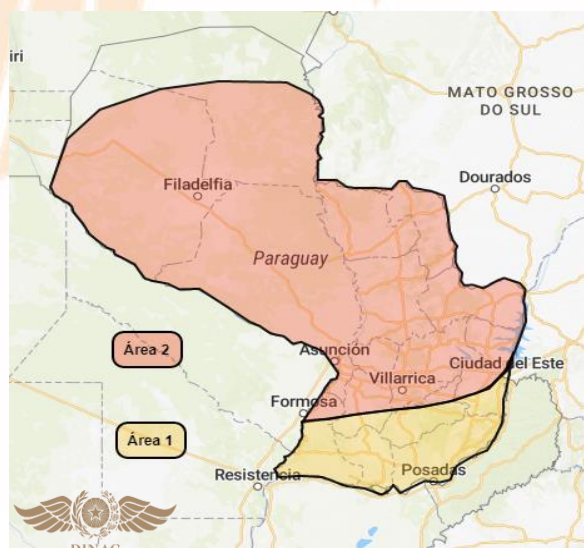 iri
MATO GROSSO
DO SUL
Dourados
Filadelfia
Paraguay
Área 2
Asunción
Ciudad del Este
Villarrica
Formosa
Área 1
Resistencia
Posadas
DINAC